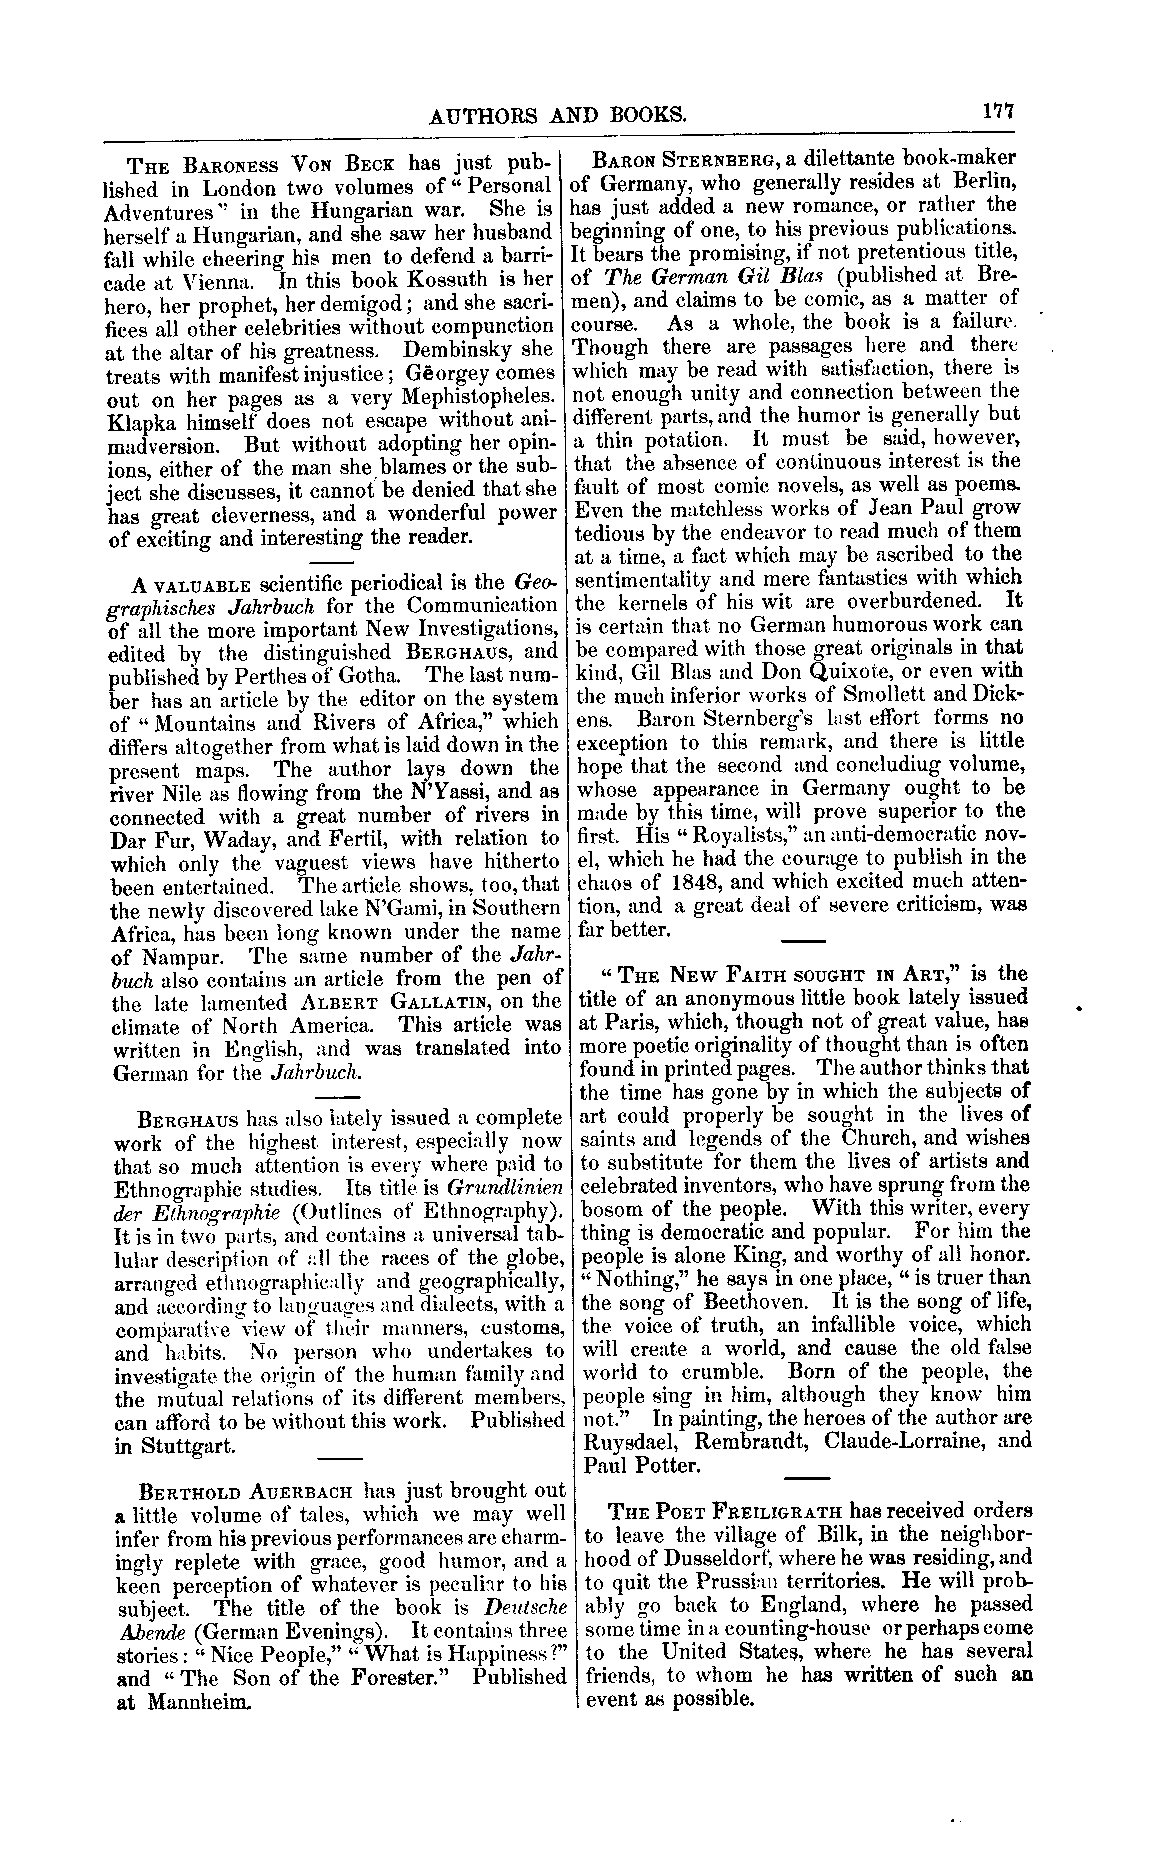 AUTHORS AND BOOKS. 177
THE BARONESS VON BECK has just pub-
lished in London two volumes of “ Personal
Adventures” in the Hungarian war. She is
herself a Hungarian, and she saw her husband
fall while cheering his men to defend a barri-
cade at Vienna. In this book Kossuth is her
hero, her prophet, her demigod ; and she sacri-
fices all other celebrities without compunction
at the altar of his greatness. Dembinsky she
treats with manifest injustice ; Gëorgey comes
out on her pages as a very Mephistopheles.
Klapka himself does not escape without ani-
madversion. But without adopting her opin-
ions, either of the man she blames or the sub-
ject she discusses, it cannot be denied that she
has great cleverness, and a wonderful power
of exciting and interesting the reader.
A VALUABLE scientific periodical is the Geo-
graphisches Jahrbuch for the Communication
of all the more important New Investigations,
edited by the distinguished BERGHAUS, and
published by Perthes of Gotha. The last num-
ber has an article by the editor on the system
of “ Mountains and Rivers of Africa,” which
differs altogether from what is laid down in the
present maps. The author lays down the
river Nile as flowing from the N’Yassi, and as
connected with a great number of rivers in
Dar Fur, Waday, and Fertil, with relation to
which only the vaguest views have hitherto
been entertained. The article shows, too, that
the newly discovered lake N’Gami, in Southern
Africa, has been long known under the name
of Nampur. The same number of the Jahr-
buch also contains an article from the pen of
the late lamented ALBERT GALLATIN, on the
climate of North America. This article was
written in English, and was translated into
German for the Jahrbuch.
BERGHAUS has also lately issued a complete
work of the highest interest, especially now
that so much attention is every where paid to
Ethnographic studies. Its title is Grundlinien
der Ethnographie (Outlines of Ethnography).
It is in two parts, and contains a universal tab-
lular description of all the races of the globe,
arranged ethnographically and geographically,
and according to languages and dialects, with a
comparative view of their manners, customs,
and habits. No person who undertakes to
investigate the origin of the human family and
the mutual relations of its different members,
can afford to be without this work. Published
in Stuttgart.
BERTHOLD AUERBACH has just brought out
a little volume of tales, which we may well
infer from his previous performances are charm-
ingly replete with grace, good humor, and a
keen perception of whatever is peculiar to his
subject. The title of the book is Deutsche
Abende (German Evenings). It contains three
stories : “ Nice People,” “ What is Happiness ?”
and “ The Son of the Forester.” Published
at Mannheim.
BARON STERNBERG, a dilettante book-maker
of Germany, who generally resides at Berlin,
has just added a new romance, or rather the
beginning of one, to his previous publications.
It bears the promising, if not pretentious title,
of The German Gil Blas (published at Bre-
men), and claims to be comic, as a matter of
course. As a whole, the book is a failure.
Though there are passages here and there
which may be read with satisfaction, there is
not enough unity and connection between the
different parts, and the humor is generally but
a thin potation. It must be said, however,
that the absence of continuous interest is the
fault of most comic novels, as well as poems.
Even the matchless works of Jean Paul grow
tedious by the endeavor to read much of them
at a time, a fact which may be ascribed to the
sentimentality and mere fantastics with which
the kernels of his wit are overburdened. It
is certain that no German humorous work can
be compared with those great originals in that
kind, Gil Blas and Don Quixote, or even with
the much inferior works of Smollett and Dick-
ens. Baron Sternberg’s last effort forms no
exception to this remark, and there is little
hope that the second and concludiug volume,
whose appearance in Germany ought to be
made by this time, will prove superior to the
first. His “ Royalists,” an anti-democratic nov-
el, which he had the courage to publish in the
chaos of 1848, and which excited much atten-
tion, and a great deal of severe criticism, was
far better.
“ THE NEW FAITH SOUGHT IN ART,” is the
title of an anonymous little book lately issued
at Paris, which, though not of great value, has
more poetic originality of thought than is often
found in printed pages. The author thinks that
the time has gone by in which the subjects of
art could properly be sought in the lives of
saints and legends of the Church, and wishes
to substitute for them the lives of artists and
celebrated inventors, who have sprung from the
bosom of the people. With this writer, every
thing is democratic and popular. For him the
people is alone King, and worthy of all honor.
“ Nothing,” he says in one place, “ is truer than
the song of Beethoven. It is the song of life,
the voice of truth, an infallible voice, which
will create a world, and cause the old false
world to crumble. Born of the people, the
people sing in him, although they know him
not.” In painting, the heroes of the author are
Ruysdael, Rembrandt, Claude-Lorraine, and
Paul Potter.
THE POET FREILIGRATH has received orders
to leave the village of Bilk, in the neighbor-
hood of Dusseldorf, where he was residing, and
to quit the Prussian territories. He will prob-
ably go back to England, where he passed
some time in a counting-house or perhaps come
to the United States, where he has several
friends, to whom he has written of such an
event as possible.